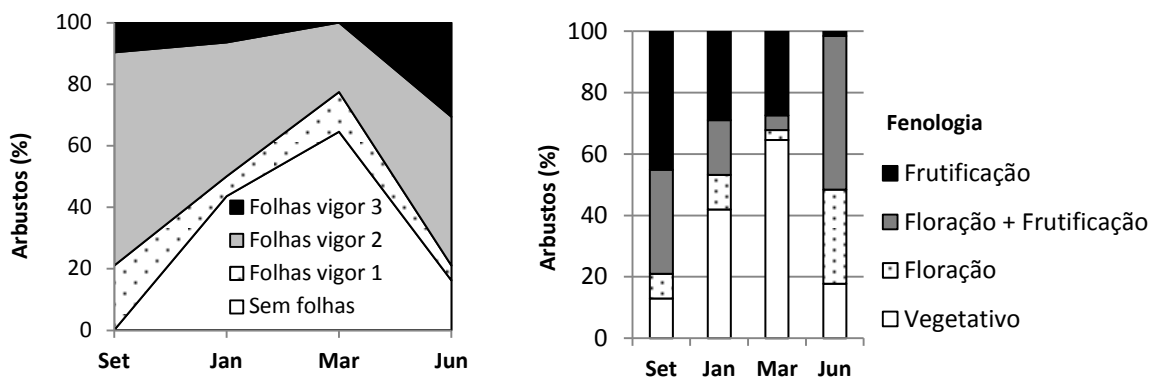 100
80
60
40
20
0
Arbustos (%)
Folhas vigor 3
Folhas vigor 2
Folhas vigor 1
Sem folhas
Set Jan Mar Jun
100
80
60
40
20
0
Arbustos (%)
Set Jan Mar Jun
Fenologia
Frutificação
Floração + Frutificação
Floração
Vegetativo